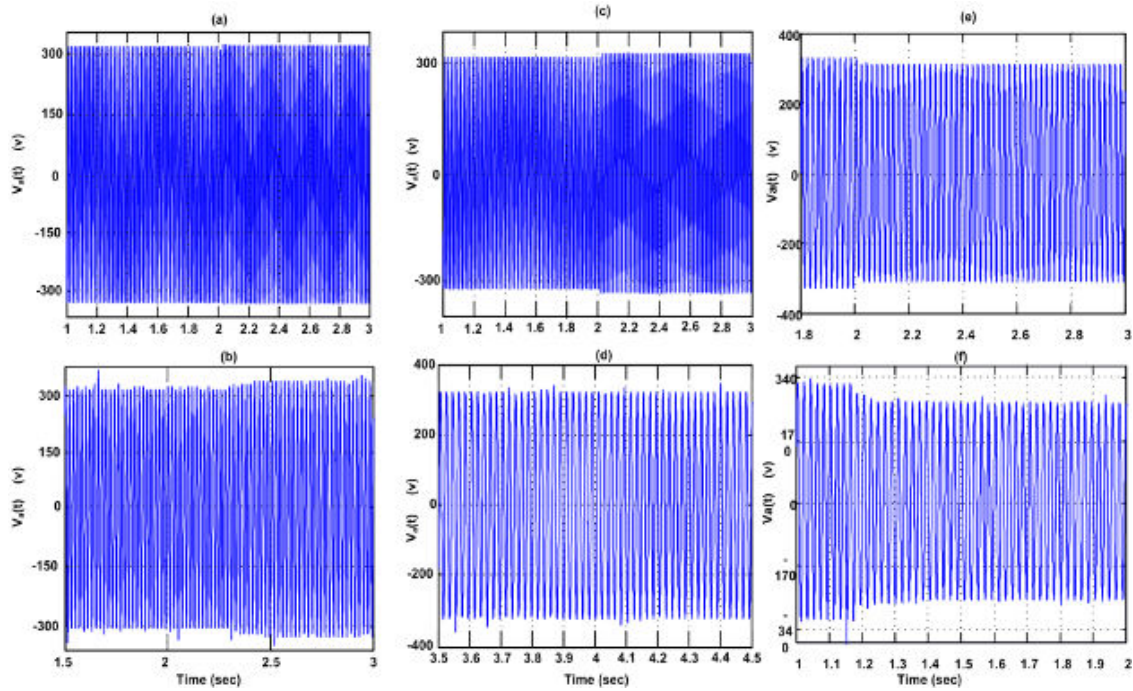 (a)
300
150
0
-150
-300
Vₐ(t) (v)
1 1.2 1.4 1.6 1.8 2 2.2 2.4 2.6 2.8 3
(c)
300
0
-300
Vₐ(t) (v)
1 1.2 1.4 1.6 1.8 2 2.2 2.4 2.6 2.8 3
(e)
400
200
0
-200
-400
Va(t) (v)
1.8 2 2.2 2.4 2.6 2.8 3
(b)
300
150
0
-150
-300
Vₐ(t) (v)
1.5 2 2.5 3
Time (sec)
(d)
400
200
0
-200
-400
Vₐ(t) (v)
3.5 3.6 3.7 3.8 3.9 4 4.1 4.2 4.3 4.4 4.5
Time (sec)
(f)
340
17
0
0
-
170
-
34
0
Va(t) (v)
1 1.1 1.2 1.3 1.4 1.5 1.6 1.7 1.8 1.9 2
Time (sec)